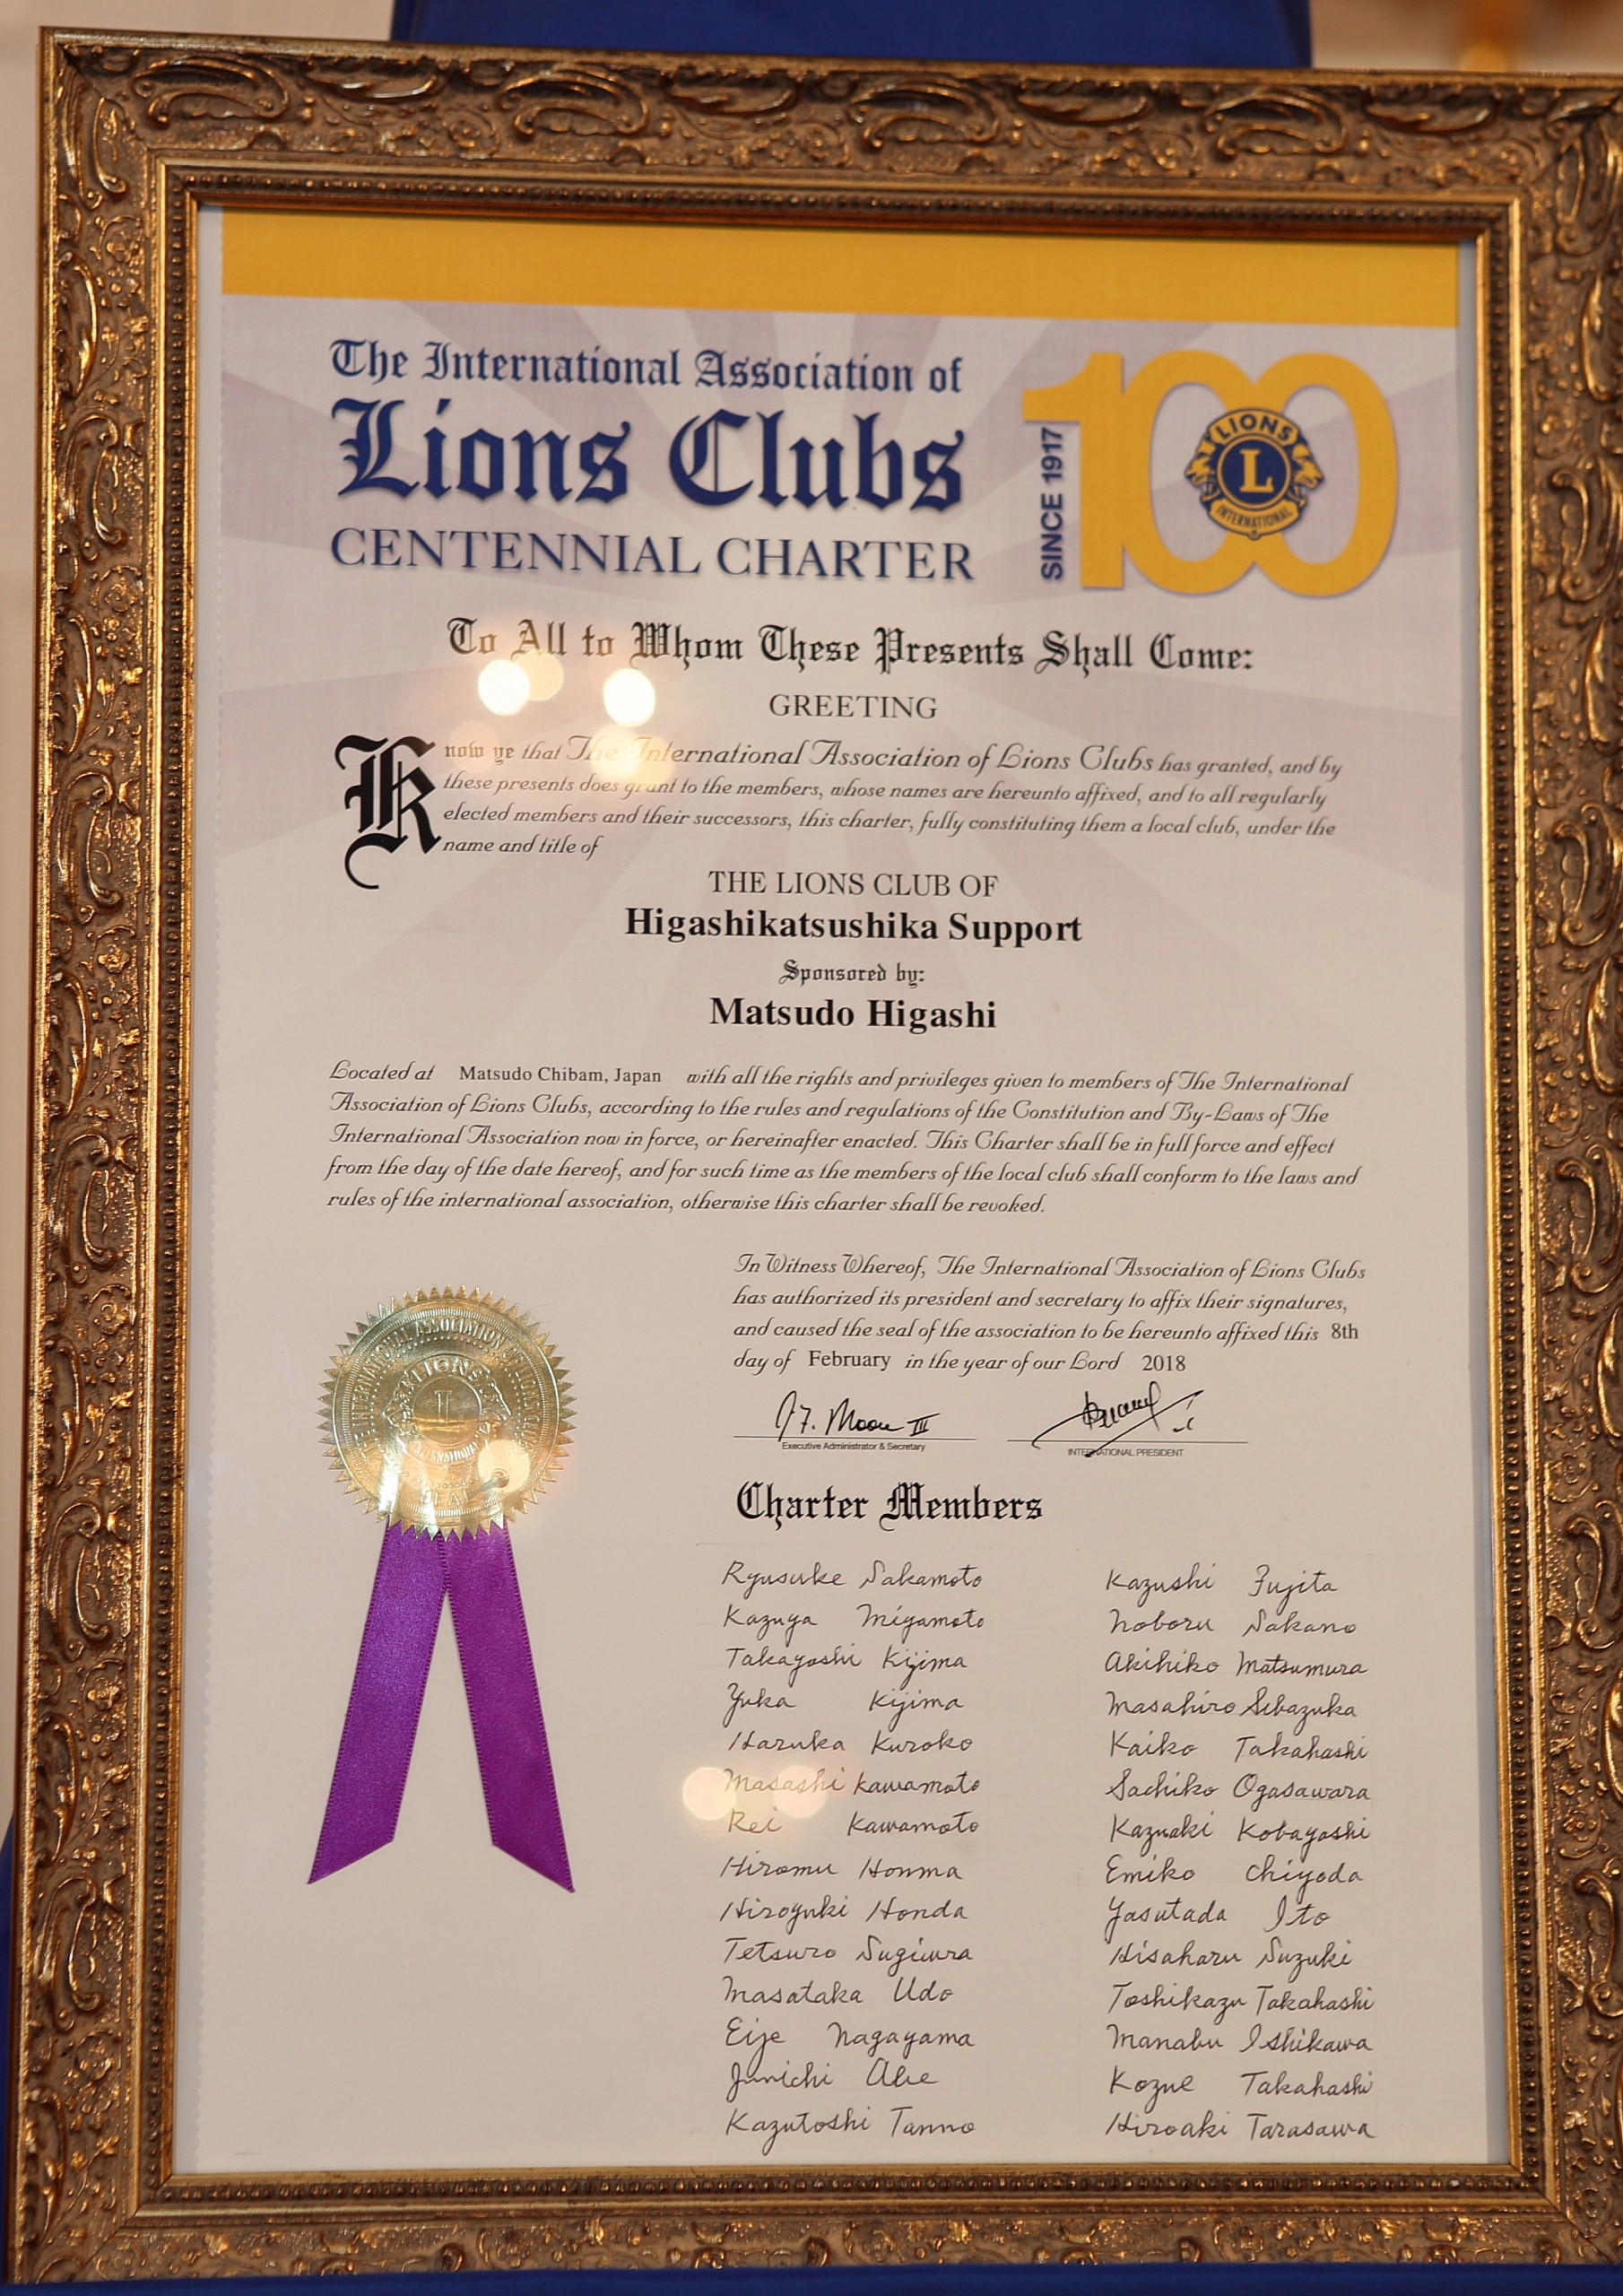 The International Association of
Lions Clubs
CENTENNIAL CHARTER
SINCE 1917
100
LIONS
L
INTERNATIONAL
To All to Whom These Presents Shall Come:
GREETING
Know ye that The International Association of Lions Clubs has granted, and by
these presents does grant to the members, whose names are hereunto affixed, and to all regularly
elected members and their successors, this charter, fully constituting them a local club, under the
name and title of
THE LIONS CLUB OF
Higashikatsushika Support
Sponsored by:
Matsudo Higashi
Located at Matsudo Chibam, Japan with all the rights and privileges given to members of The International
Association of Lions Clubs, according to the rules and regulations of the Constitution and By-Laws of The
International Association now in force, or hereinafter enacted. This Charter shall be in full force and effect
from the day of the date hereof, and for such time as the members of the local club shall conform to the laws and
rules of the international association, otherwise this charter shall be revoked.
In Witness Whereof, The International Association of Lions Clubs
has authorized its president and secretary to affix their signatures,
and caused the seal of the association to be hereunto affixed this 8th
day of February in the year of our Lord 2018
Executive Administrator & Secretary
INTERNATIONAL PRESIDENT
LIONS
L
SEAL
Charter Members
Ryusuke Sakamoto
Kazuya Miyamoto
Takayoshi Kijima
Yuka Kijima
Haruka Kuroko
Masashi Kawamoto
Rei Kawamoto
Hiromu Honma
Hiroyuki Honda
Tetsuro Sugiura
Masataka Udo
Eije Nagayama
Junichi Abe
Kazutoshi Tanno
Kazushi Fujita
Noboru Sakano
Akihiko Matsumura
Masahiro Sibazuka
Kaiko Takahashi
Sachiko Ogasawara
Kazuaki Kobayashi
Emiko Chiyoda
Yasutada Ito
Hisaharu Suzuki
Toshikazu Takahashi
Manabu Ishikawa
Kozue Takahashi
Hiroaki Tarasawa